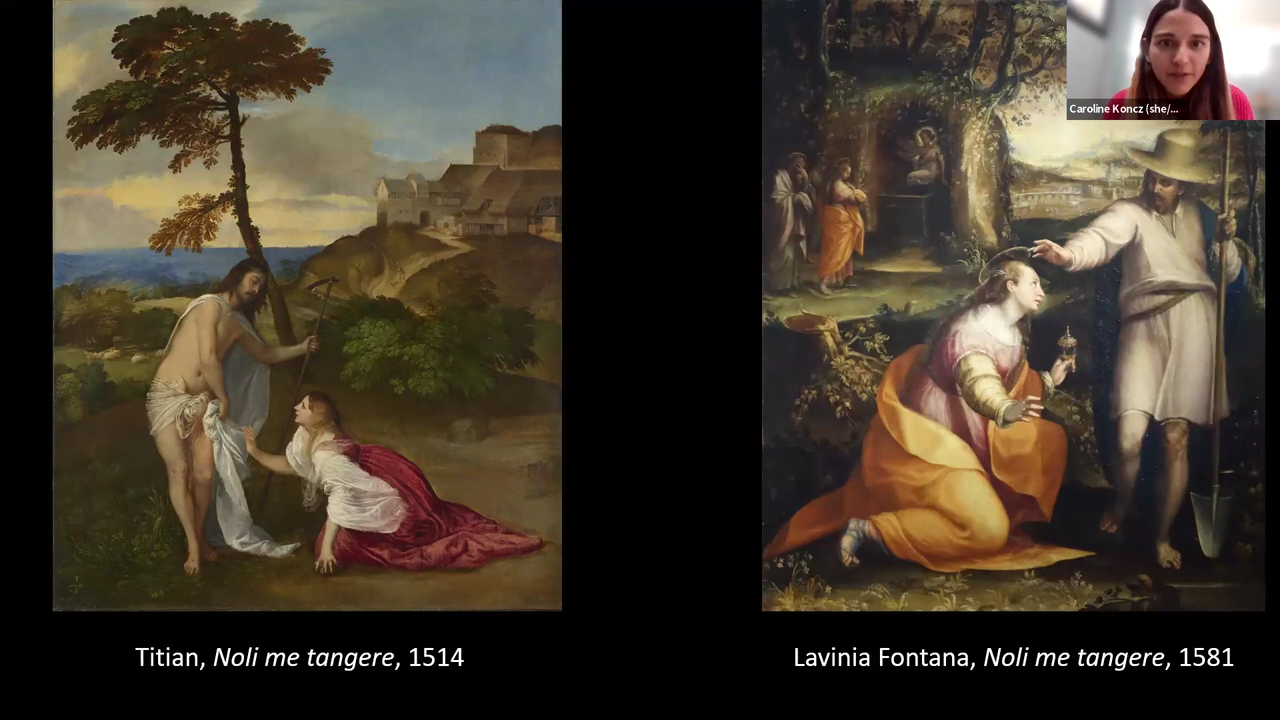 Caroline Koncz (she/...
Titian, Noli me tangere, 1514
Lavinia Fontana, Noli me tangere, 1581